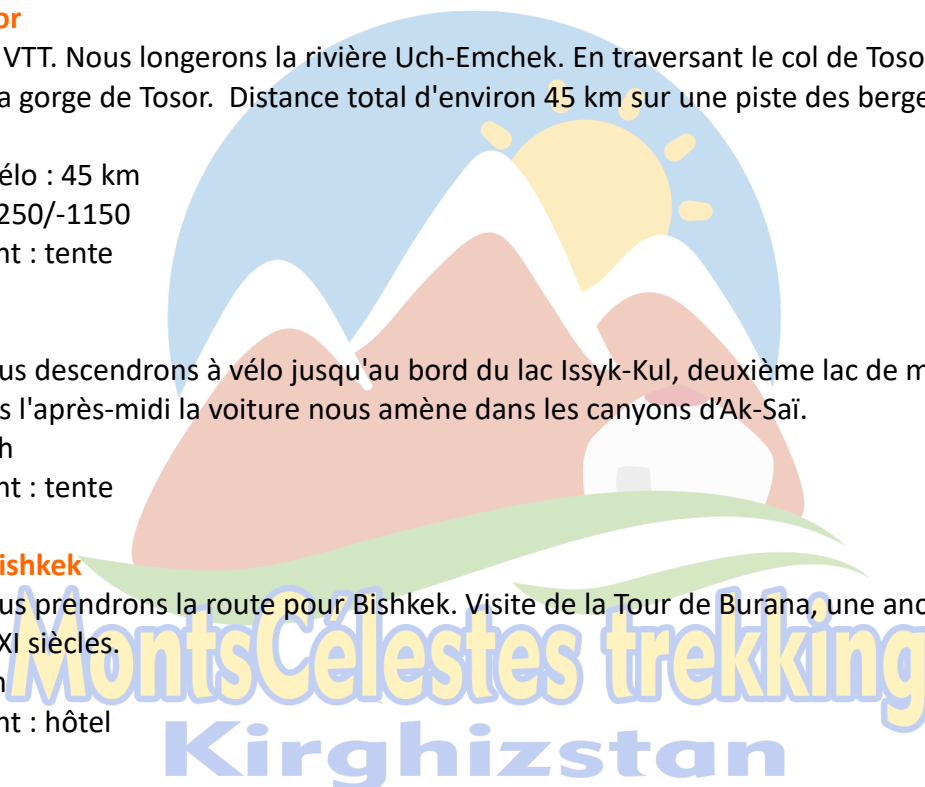 or
VTT. Nous longerons la rivière Uch-Emchek. En traversant le col de Toso
a gorge de Tosor. Distance total d'environ 45 km sur une piste des berge
élo : 45 km
250/-1150
nt : tente
us descendrons à vélo jusqu'au bord du lac Issyk-Kul, deuxième lac de m
s l'après-midi la voiture nous amène dans les canyons d’Ak-Saï.
h
nt : tente
ishkek
us prendrons la route pour Bishkek. Visite de la Tour de Burana, une anc
XI siècles.
h
nt : hôtel
MontsCélestes trekking
Kirghizstan